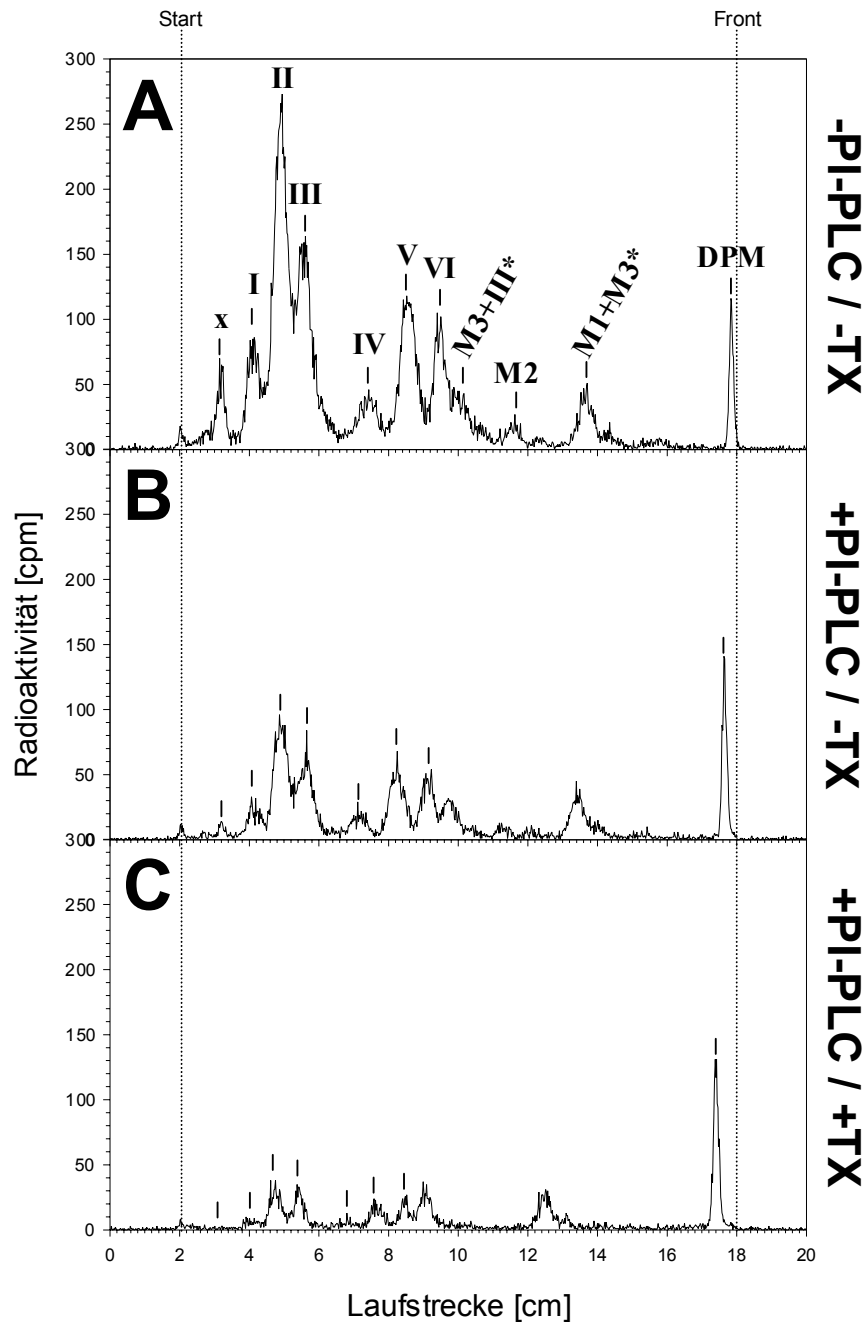 Start Front
300
A
II
III
x
I
IV
V
VI
M3+III*
M2
M1+M3*
DPM
250
200
150
100
50
0
-PI-PLC / -TX
300
B
250
200
150
100
50
0
+PI-PLC / -TX
300
C
250
200
150
100
50
0
+PI-PLC / +TX
Radioaktivität [cpm]
0 2 4 6 8 10 12 14 16 18 20
Laufstrecke [cm]